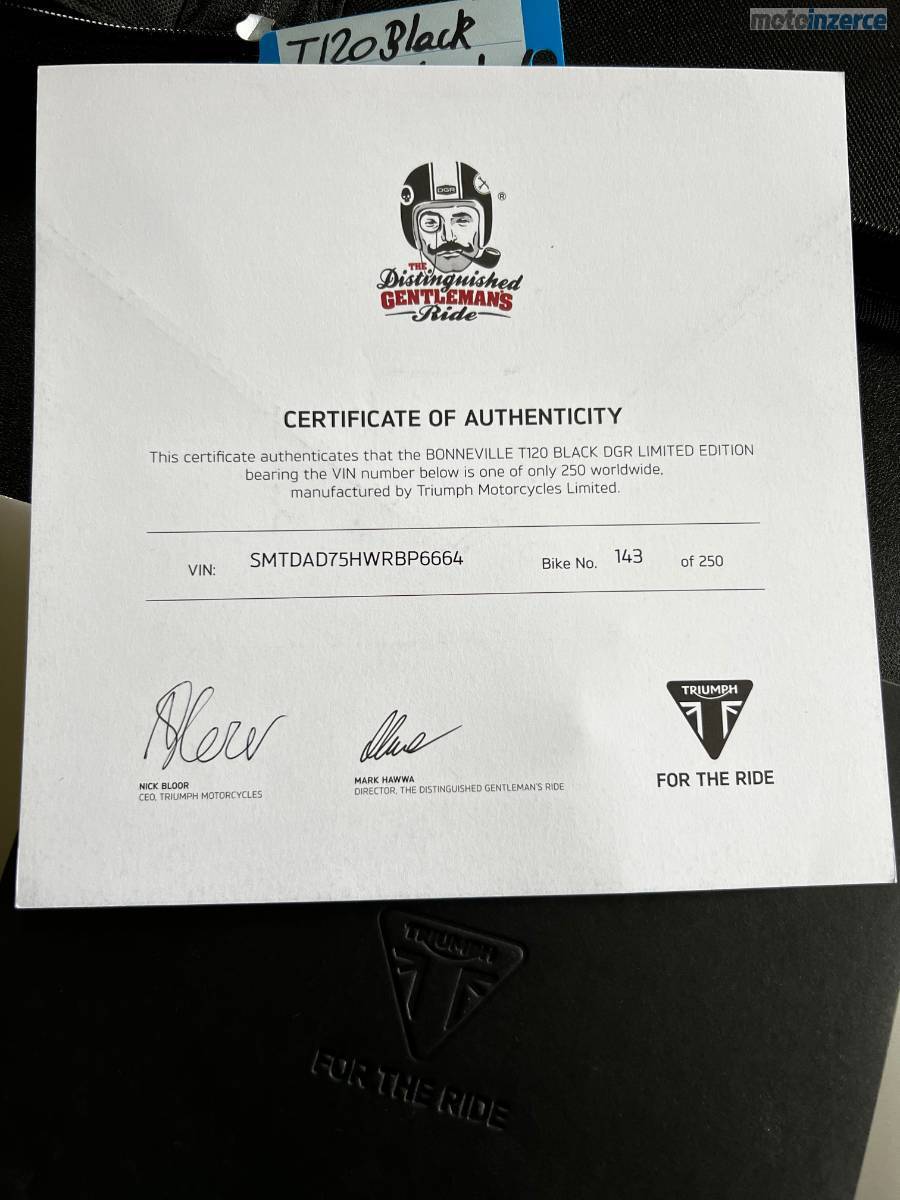 motoinzerce
T120 Black
DGR
®
THE
Distinguished
GENTLEMAN'S
Ride
CERTIFICATE OF AUTHENTICITY
This certificate authenticates that the BONNEVILLE T120 BLACK DGR LIMITED EDITION
bearing the VIN number below is one of only 250 worldwide,
manufactured by Triumph Motorcycles Limited.
VIN: SMTDAD75HWRBP6664 Bike No. 143 of 250
TRIUMPH
FOR THE RIDE
NICK BLOOR
CEO, TRIUMPH MOTORCYCLES
MARK HAWWA
DIRECTOR, THE DISTINGUISHED GENTLEMAN'S RIDE
TRIUMPH
FOR THE RIDE